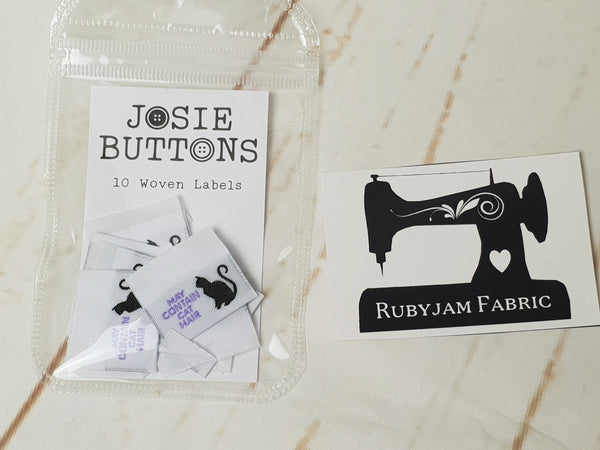 JOSIE
BUTTONS
10 Woven Labels
MAY
CONTAIN
CAT
HAIR
MAY
CONTAIN
CAT
HAIR
RUBYJAM FABRIC